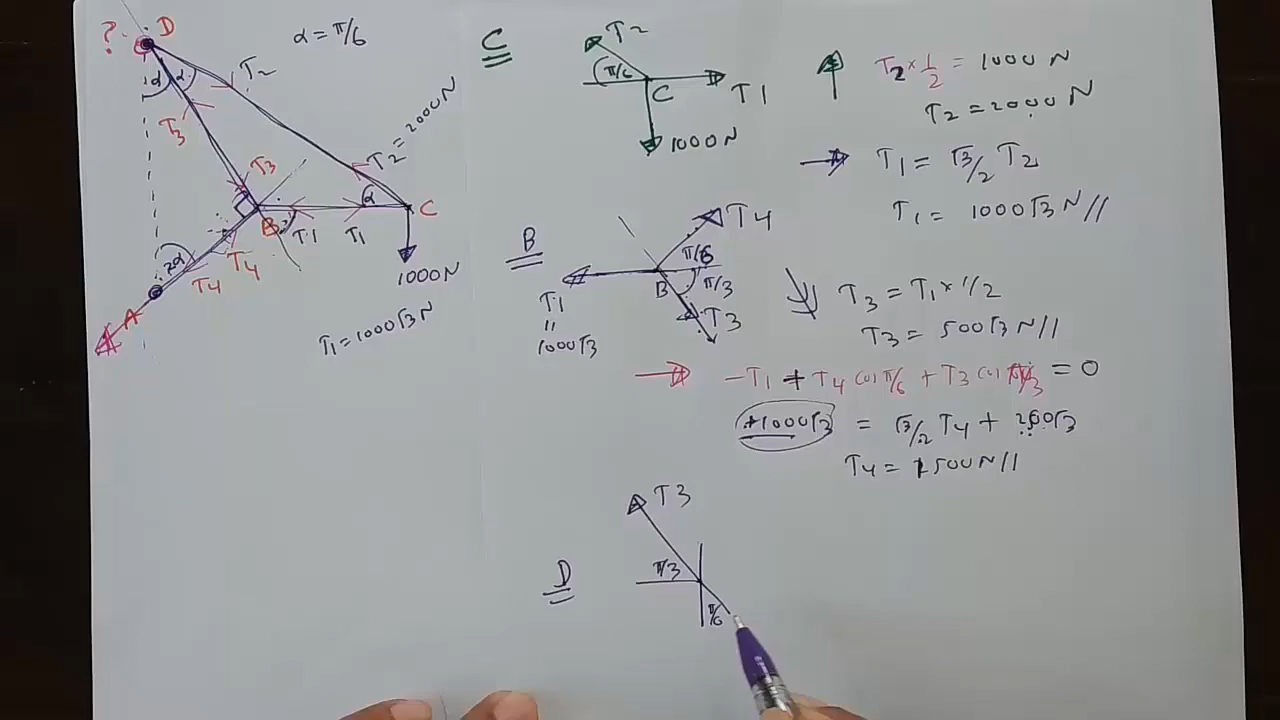 ? D
α = π/6
α α
T2
T3
T2 = 2000N
T3
α
B
T1 T1
C
2α
T4
T4
1000N
A
T1 = 1000√3 N
C
T2
π/6
C
T1
1000N
T2 × 1/2 = 1000 N
T2 = 2000 N
T1 = √3/2 T2
T1 = 1000√3 N //
B
T4
π/6
B π/3
T1
"
1000√3
T3
T3 = T1 × 1/2
T3 = 500√3 N //
-T1 + T4 cos π/6 + T3 cos π/3 = 0
+1000√3 = √3/2 T4 + 250√3
T4 = 1500N //
D
T3
π/3
π/6